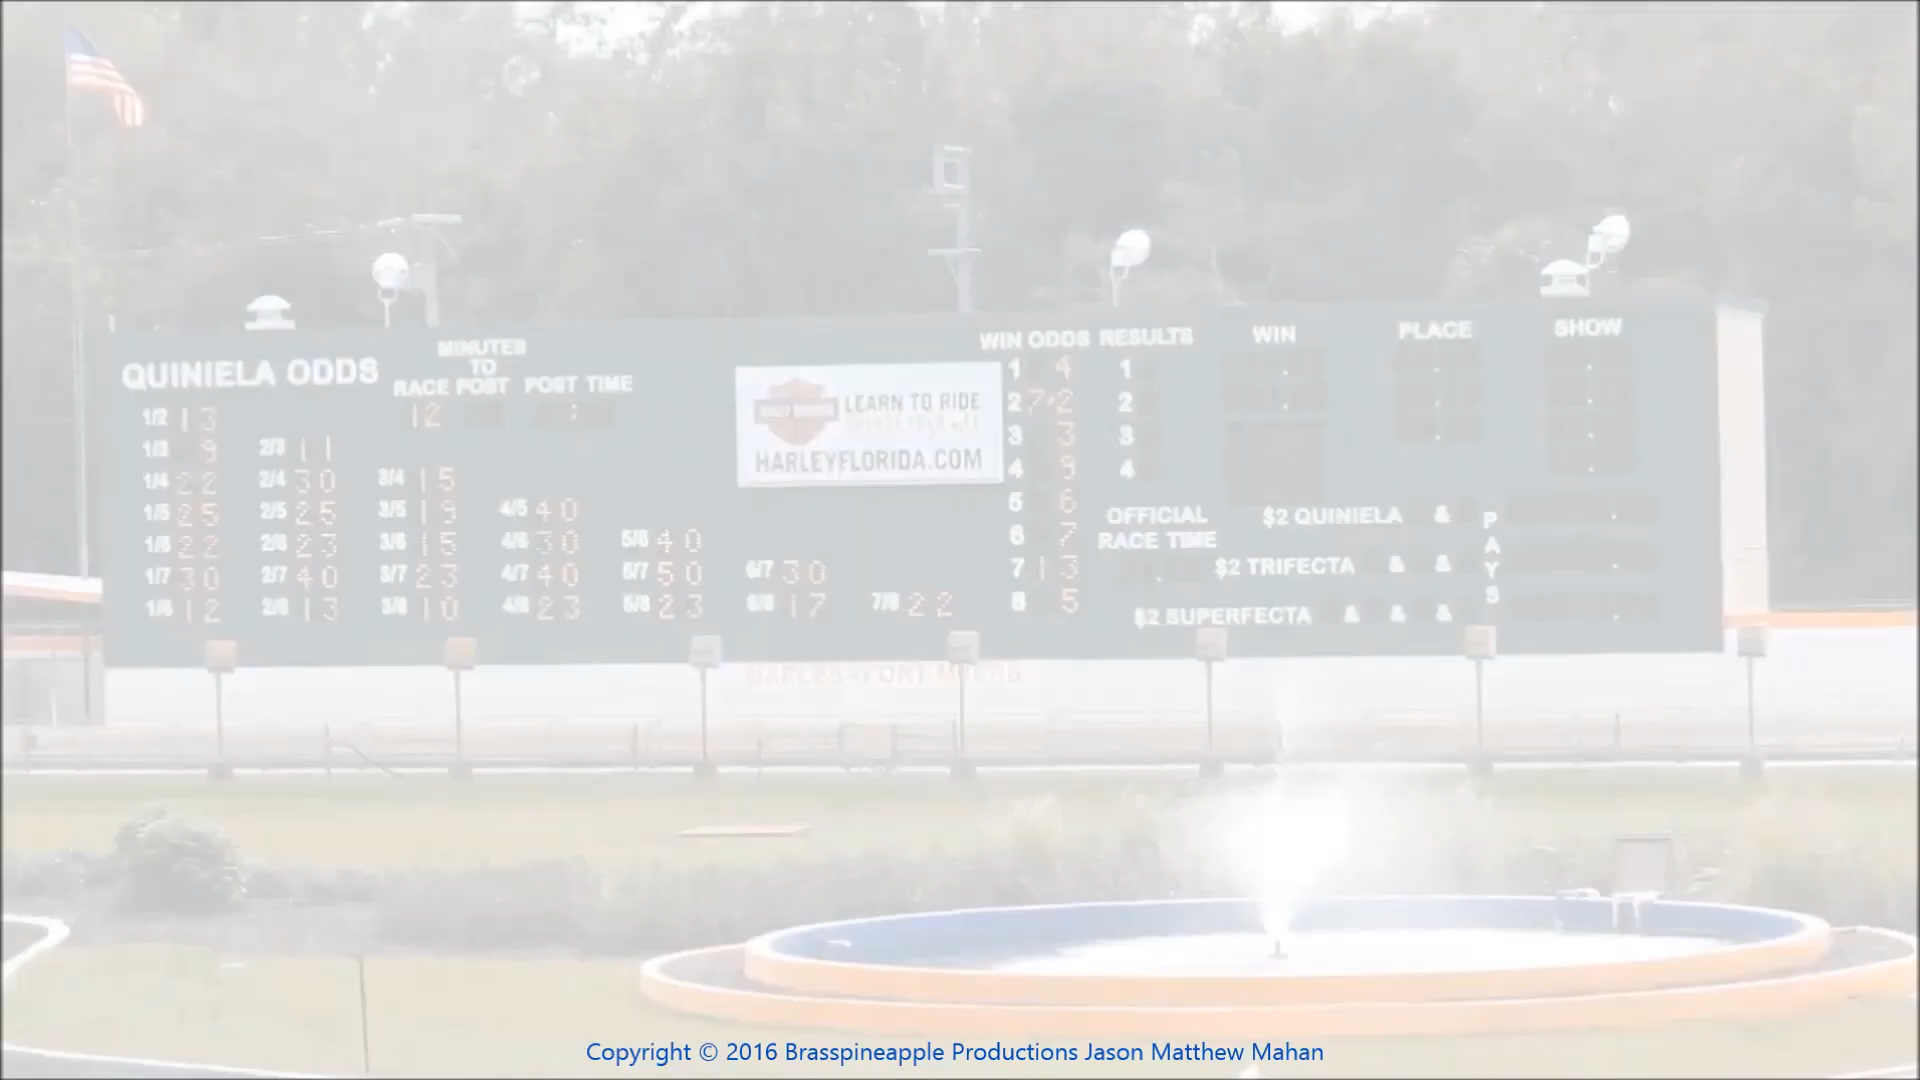 QUINIELA ODDS
MINUTES
TO
RACE POST POST TIME
12 :
1/2 13
1/3 9 2/3 11
1/4 22 2/4 30 3/4 15
1/5 25 2/5 25 3/5 19 4/5 40
1/6 22 2/6 23 3/6 15 4/6 30 5/6 40
1/7 30 2/7 40 3/7 23 4/7 40 5/7 50 6/7 30
1/8 12 2/8 13 3/8 10 4/8 23 5/8 23 6/8 17 7/8 22
LEARN TO RIDE
HARLEYFLORIDA.COM
WIN ODDS RESULTS WIN PLACE SHOW
1 4 1
2 7-2 2
3 3 3
4 9 4
5 6
6 7
7 13
8 5
OFFICIAL
RACE TIME
$2 QUINIELA &
$2 TRIFECTA & &
$2 SUPERFECTA & & &
PAYS
NAPLES-FORT MYERS
Copyright © 2016 Brasspineapple Productions Jason Matthew Mahan